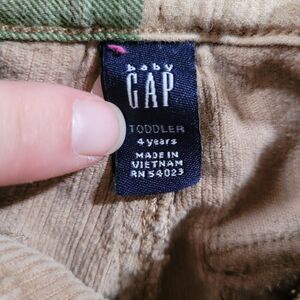 baby
GAP
TODDLER
4 years
MADE IN
VIETNAM
RN 54023